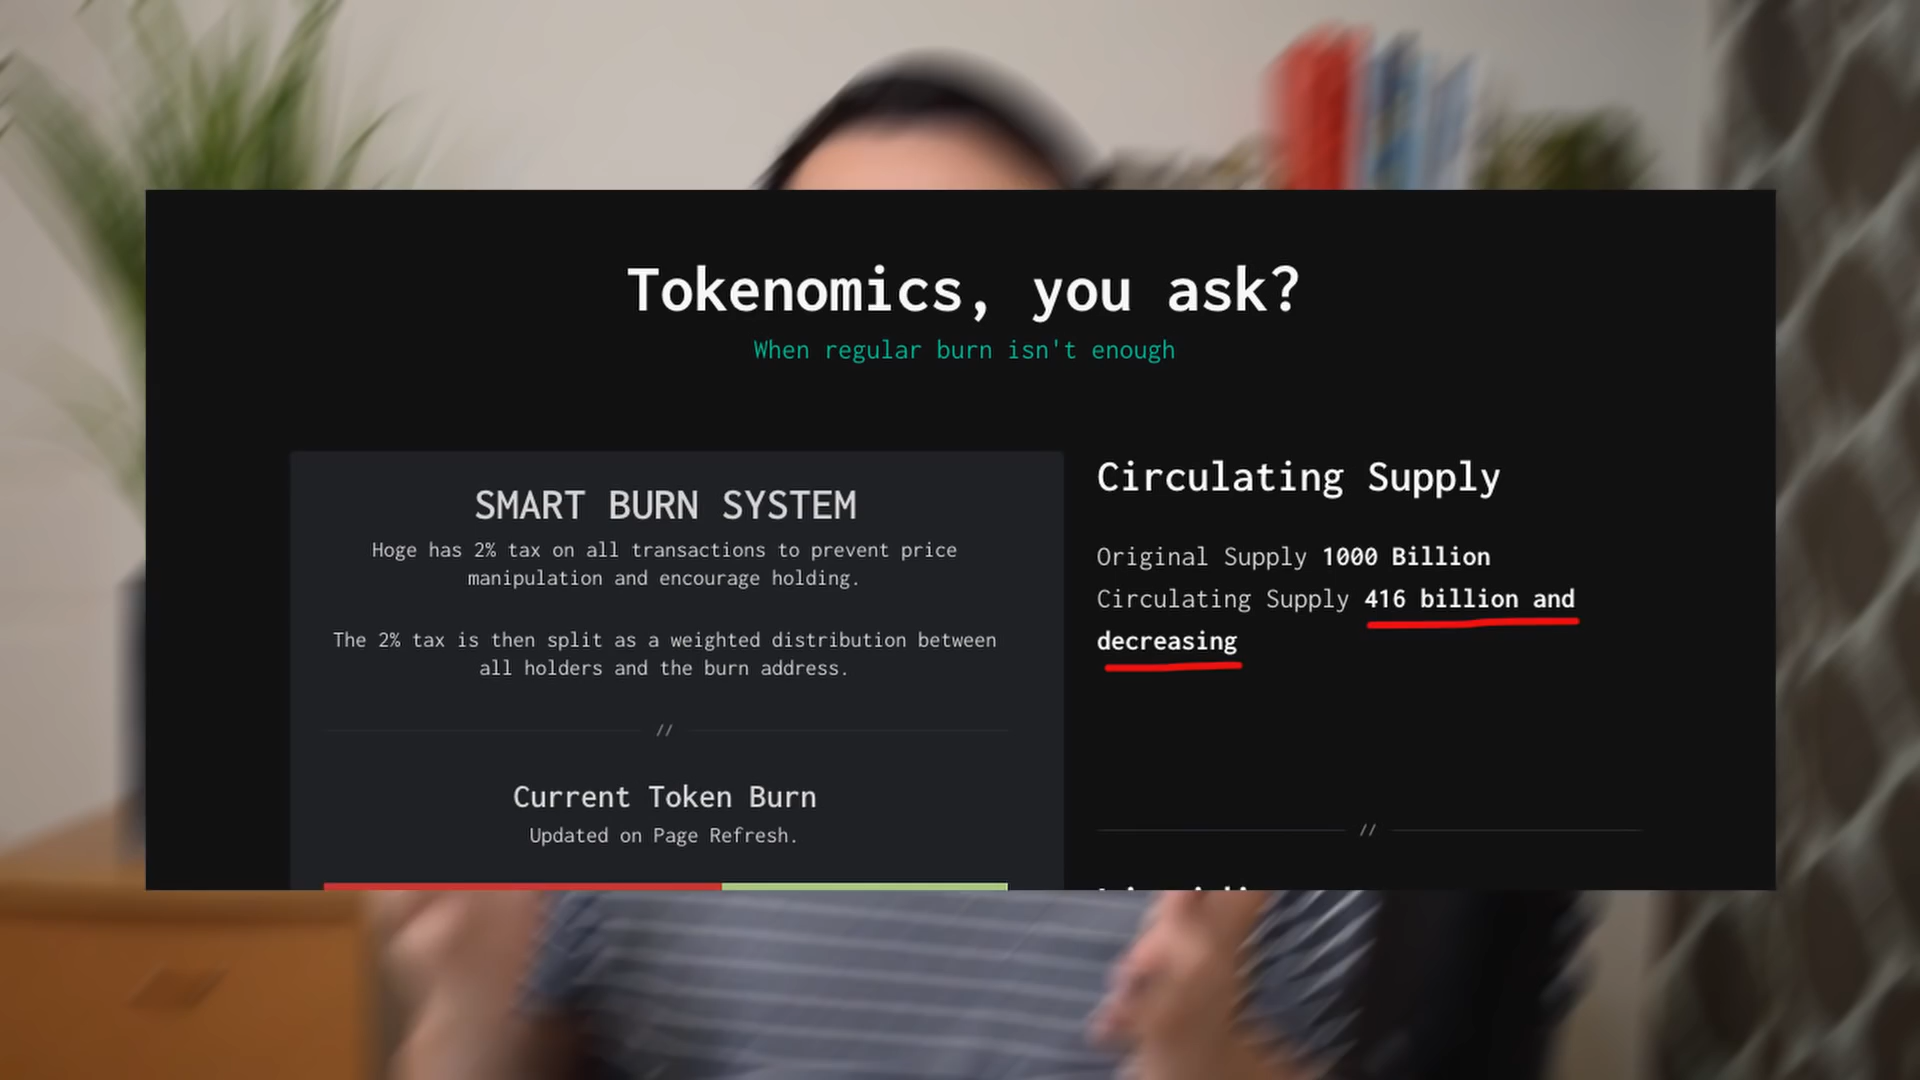 Tokenomics, you ask?
When regular burn isn't enough
SMART BURN SYSTEM
Hoge has 2% tax on all transactions to prevent price
manipulation and encourage holding.
The 2% tax is then split as a weighted distribution between
all holders and the burn address.
//
Current Token Burn
Updated on Page Refresh.
Circulating Supply
Original Supply 1000 Billion
Circulating Supply 416 billion and
decreasing
//